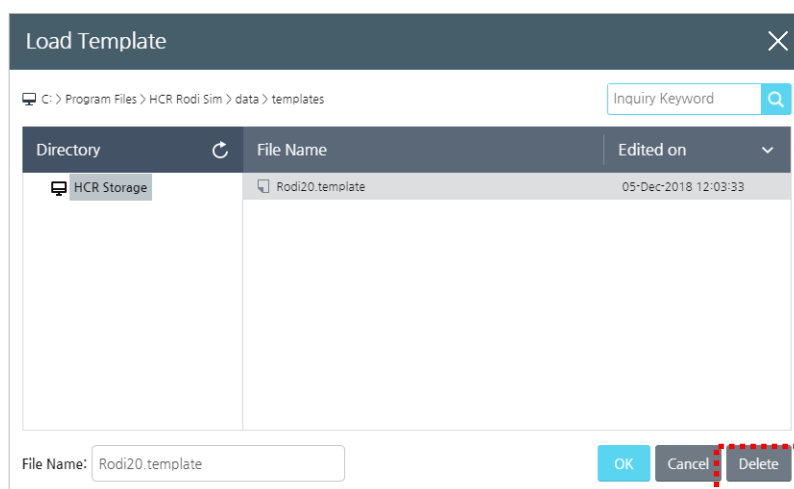 Load Template
C: > Program Files > HCR Rodi Sim > data > templates
Inquiry Keyword
Directory File Name Edited on
HCR Storage Rodi20.template 05-Dec-2018 12:03:33
File Name: Rodi20.template OK Cancel Delete